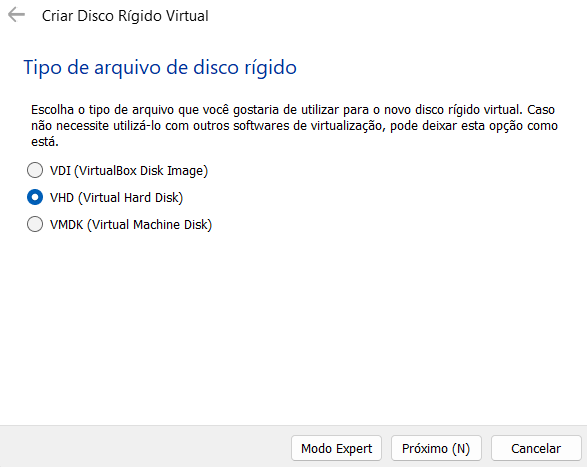 Criar Disco Rígido Virtual
Tipo de arquivo de disco rígido
Escolha o tipo de arquivo que você gostaria de utilizar para o novo disco rígido virtual. Caso
não necessite utilizá-lo com outros softwares de virtualização, pode deixar esta opção como
está.
VDI (VirtualBox Disk Image)
VHD (Virtual Hard Disk)
VMDK (Virtual Machine Disk)
Modo Expert
Próximo (N)
Cancelar